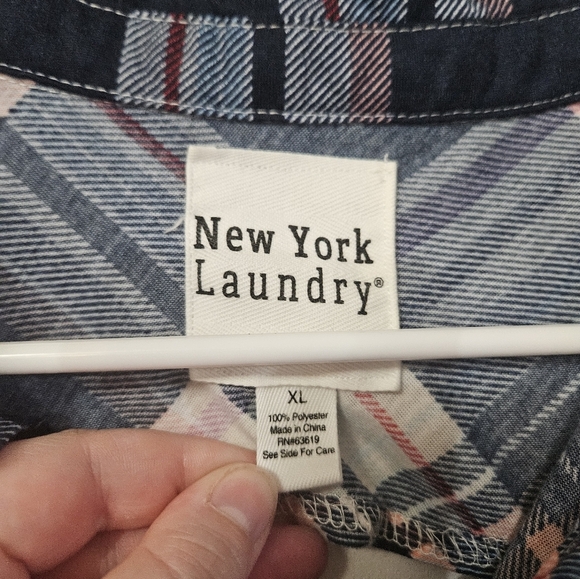 New York
Laundry®
XL
100% Polyester
Made in China
RN#63619
See Side For Care